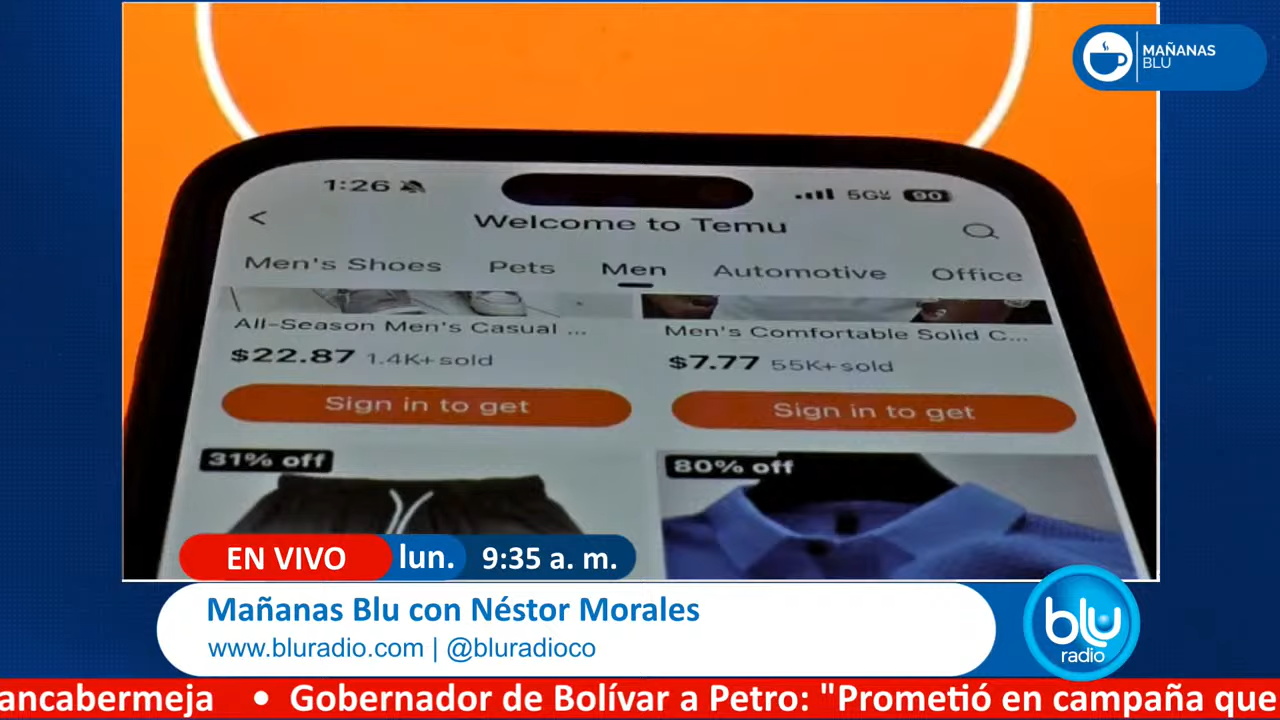 MAÑANAS
BLU
1:26
5G
90
<
Welcome to Temu
Men's Shoes Pets Men Automotive Office
All-Season Men's Casual ...
Men's Comfortable Solid C...
$22.87 1.4K+ sold
$7.77 55K+ sold
Sign in to get
Sign in to get
31% off
80% off
EN VIVO lun. 9:35 a. m.
Mañanas Blu con Néstor Morales
www.bluradio.com | @bluradioco
blu
radio
ancabermeja • Gobernador de Bolívar a Petro: "Prometió en campaña que